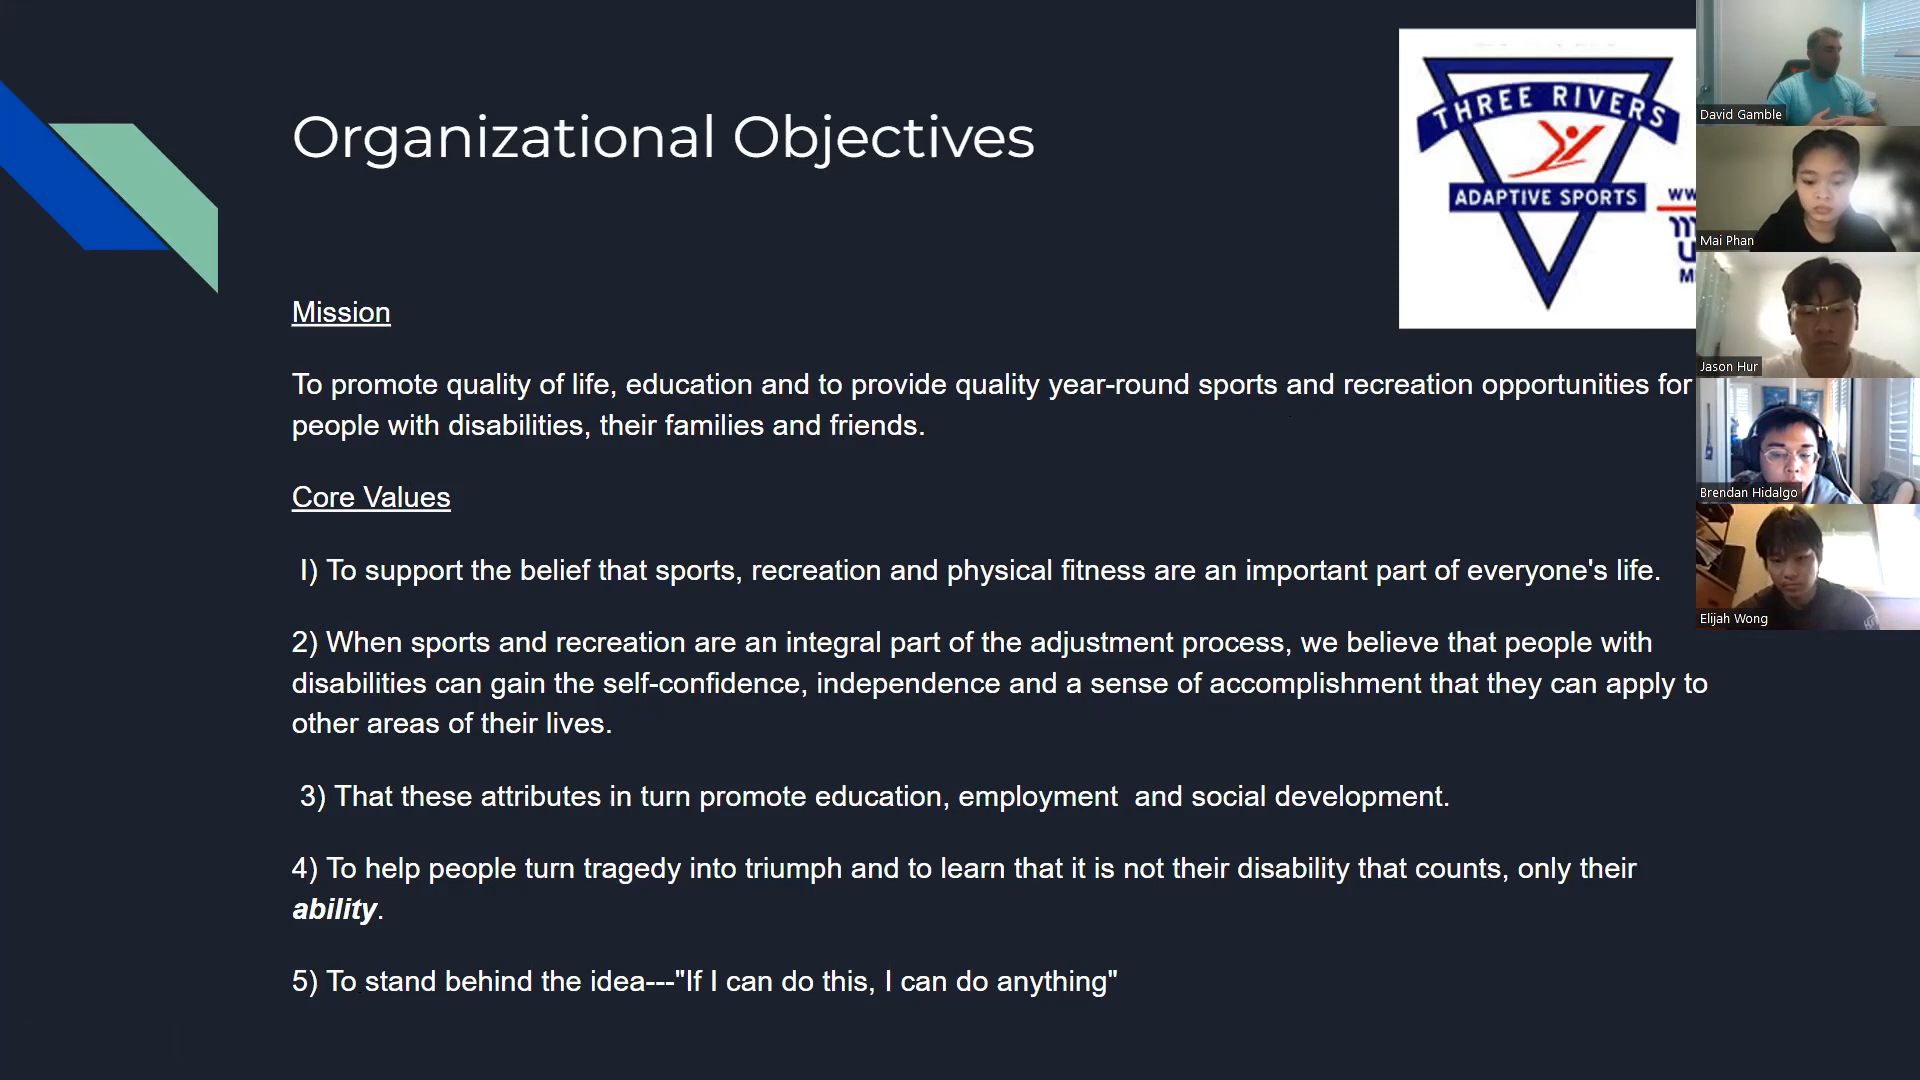 Organizational Objectives
THREE RIVERS
ADAPTIVE SPORTS
Mission
To promote quality of life, education and to provide quality year-round sports and recreation opportunities for
people with disabilities, their families and friends.
Core Values
I) To support the belief that sports, recreation and physical fitness are an important part of everyone's life.
2) When sports and recreation are an integral part of the adjustment process, we believe that people with
disabilities can gain the self-confidence, independence and a sense of accomplishment that they can apply to
other areas of their lives.
3) That these attributes in turn promote education, employment  and social development.
4) To help people turn tragedy into triumph and to learn that it is not their disability that counts, only their
ability.
5) To stand behind the idea---"If I can do this, I can do anything"
David Gamble
Mai Phan
Jason Hur
Brendan Hidalgo
Elijah Wong